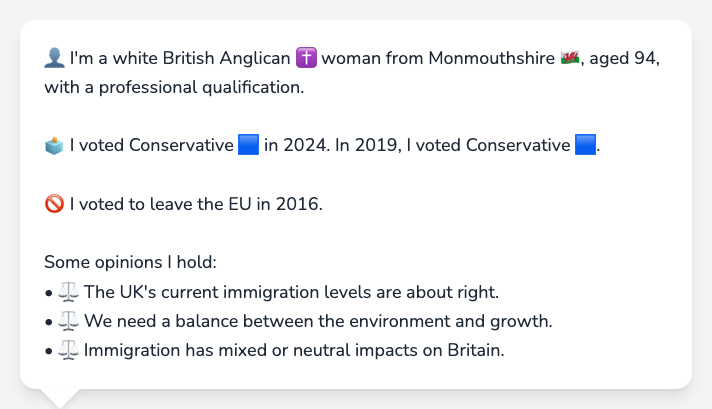 👤 I'm a white British Anglican ✝️ woman from Monmouthshire 🏴󠁧󠁢󠁷󠁬󠁳󠁿, aged 94,
with a professional qualification.
🗳️ I voted Conservative 🟦 in 2024. In 2019, I voted Conservative 🟦.
🚫 I voted to leave the EU in 2016.
Some opinions I hold:
• ⚖️ The UK's current immigration levels are about right.
• ⚖️ We need a balance between the environment and growth.
• ⚖️ Immigration has mixed or neutral impacts on Britain.